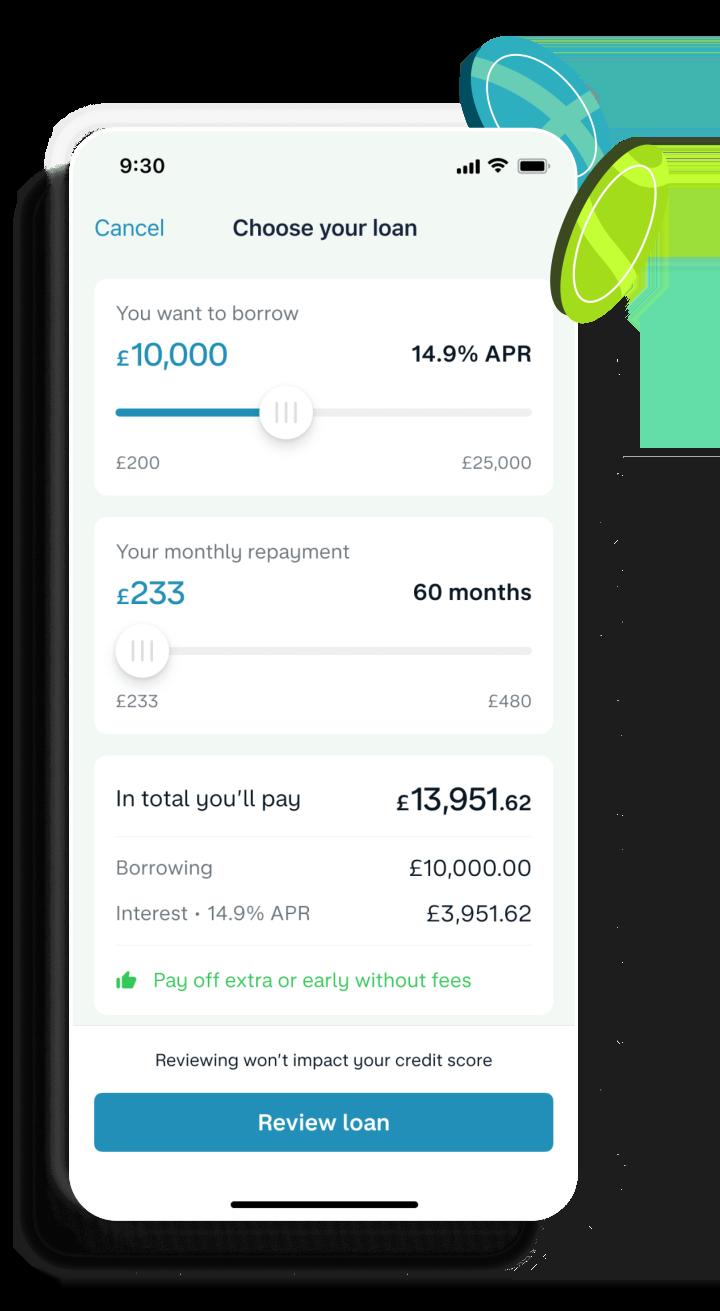 9:30
Cancel Choose your loan
You want to borrow
£10,000 14.9% APR
£200 £25,000
Your monthly repayment
£233 60 months
£233 £480
In total you'll pay £13,951.62
Borrowing £10,000.00
Interest • 14.9% APR £3,951.62
Pay off extra or early without fees
Reviewing won't impact your credit score
Review loan